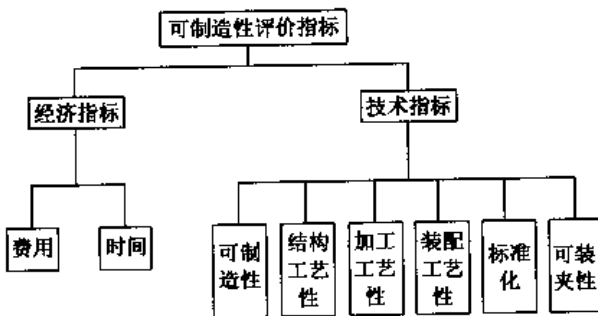 可制造性评价指标
经济指标
技术指标
费用
时间
可制
造性
结构
工艺
性
加工
工艺
性
装配
工艺
性
标准
化
可装
夹性